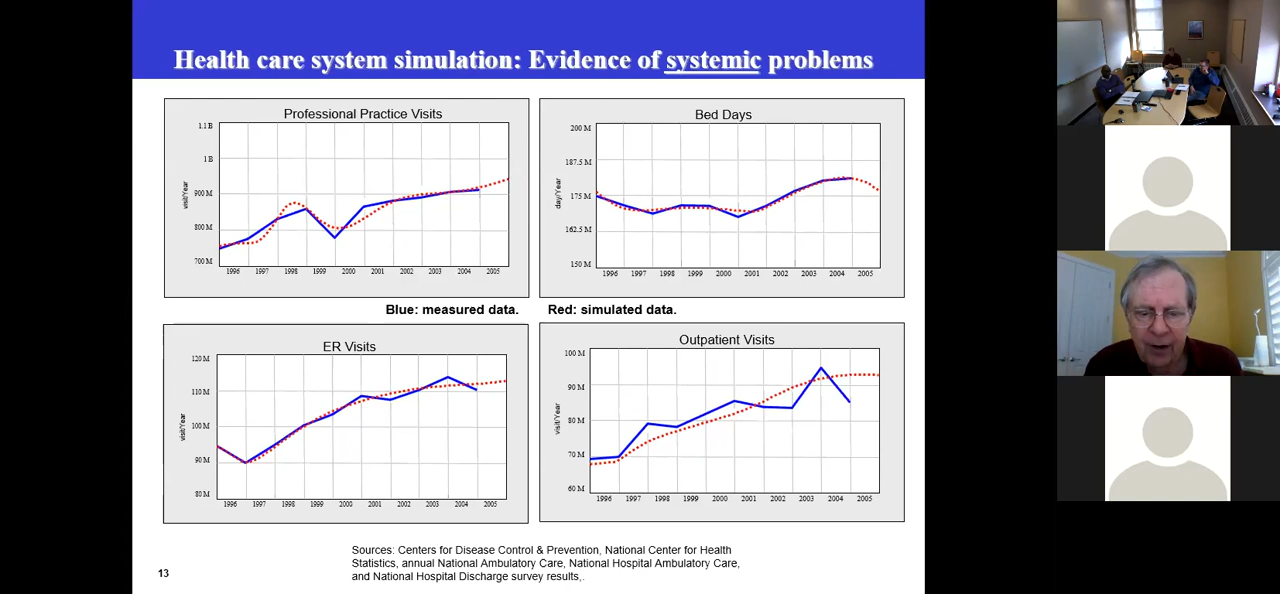 Health care system simulation: Evidence of systemic problems
Professional Practice Visits
1.1 B
1 B
900 M
800 M
700 M
visit/Year
1996 1997 1998 1999 2000 2001 2002 2003 2004 2005
Bed Days
200 M
187.5 M
175 M
162.5 M
150 M
day/Year
1996 1997 1998 1999 2000 2001 2002 2003 2004 2005
Blue: measured data. Red: simulated data.
ER Visits
120 M
110 M
100 M
90 M
80 M
visit/Year
1996 1997 1998 1999 2000 2001 2002 2003 2004 2005
Outpatient Visits
100 M
90 M
80 M
70 M
60 M
visit/Year
1996 1997 1998 1999 2000 2001 2002 2003 2004 2005
Sources: Centers for Disease Control & Prevention, National Center for Health
Statistics, annual National Ambulatory Care, National Hospital Ambulatory Care,
and National Hospital Discharge survey results,.
13